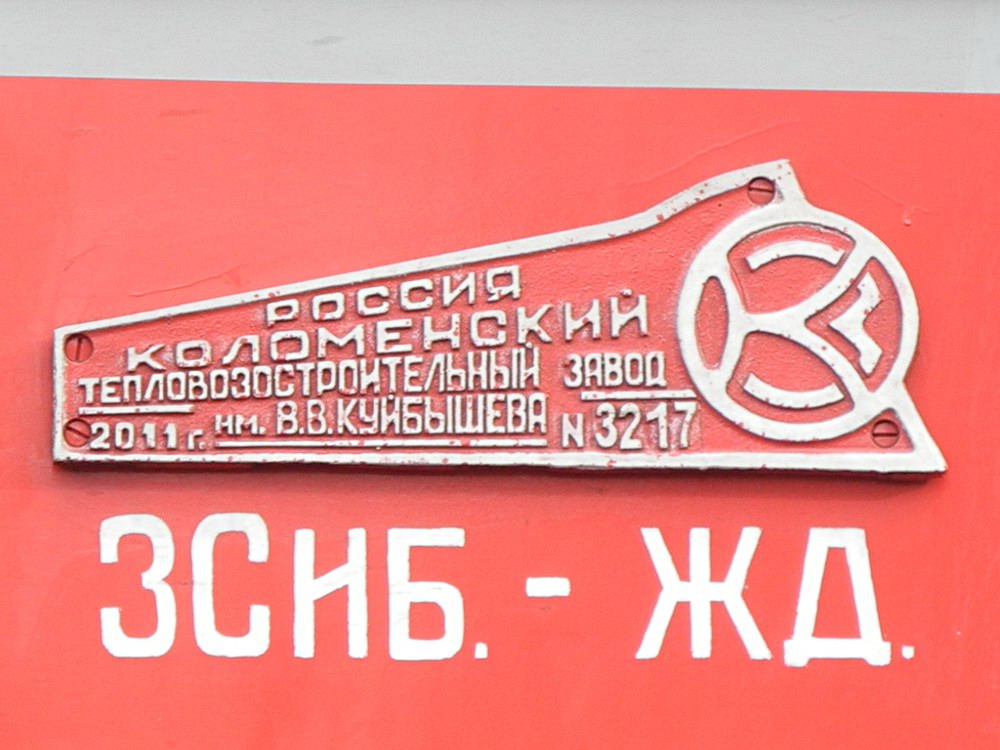 РОССИЯ
КОЛОМЕНСКИЙ
ТЕПЛОВОЗОСТРОИТЕЛЬНЫЙ ЗАВОД
2011 г. им. В.В. КУЙБЫШЕВА N 3217
ЗСИБ. - ЖД.